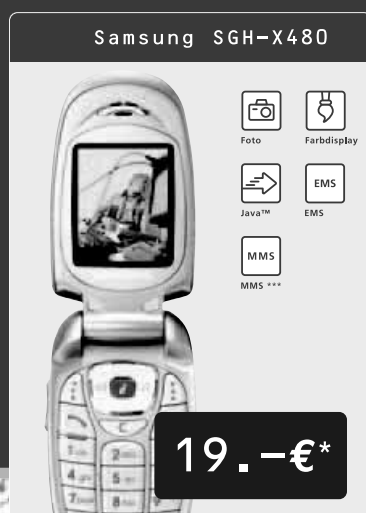 Samsung SGH-X480
Foto
Farbdisplay
Java™
EMS
EMS
MMS
MMS ***
19.–€*